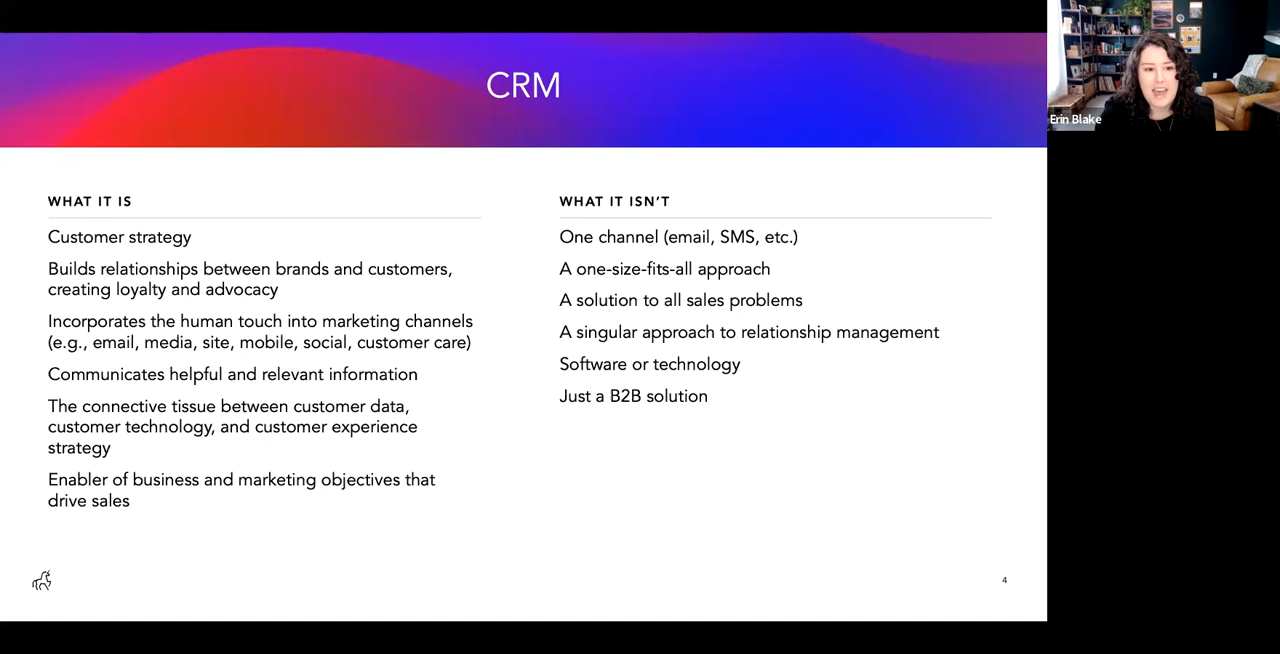 CRM
Erin Blake
WHAT IT IS
Customer strategy
Builds relationships between brands and customers,
creating loyalty and advocacy
Incorporates the human touch into marketing channels
(e.g., email, media, site, mobile, social, customer care)
Communicates helpful and relevant information
The connective tissue between customer data,
customer technology, and customer experience
strategy
Enabler of business and marketing objectives that
drive sales
WHAT IT ISN'T
One channel (email, SMS, etc.)
A one-size-fits-all approach
A solution to all sales problems
A singular approach to relationship management
Software or technology
Just a B2B solution
4